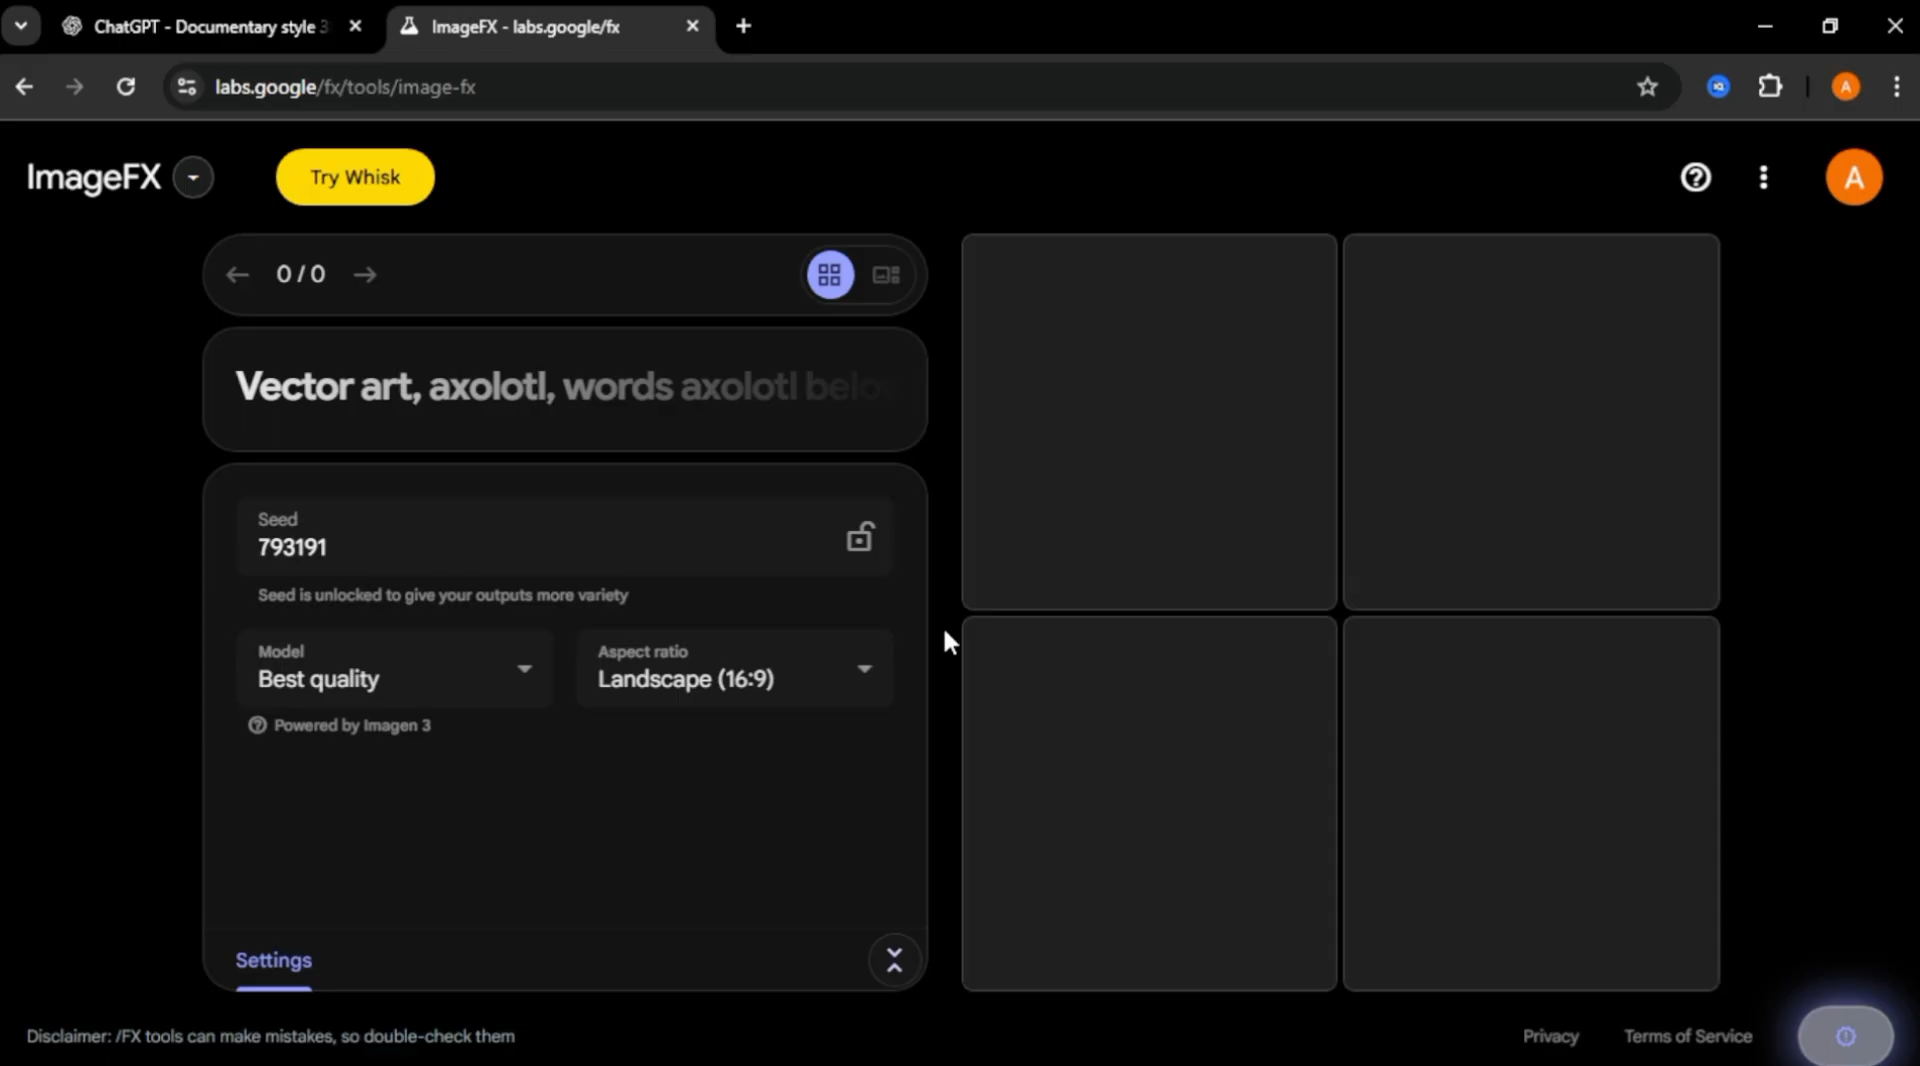 ChatGPT - Documentary style 3
ImageFX - labs.google/fx
labs.google/fx/tools/image-fx
A
ImageFX
Try Whisk
A
0 / 0
Vector art, axolotl, words axolotl below
Seed
793191
Seed is unlocked to give your outputs more variety
Model
Best quality
Aspect ratio
Landscape (16:9)
Powered by Imagen 3
Settings
Disclaimer: /FX tools can make mistakes, so double-check them
Privacy
Terms of Service